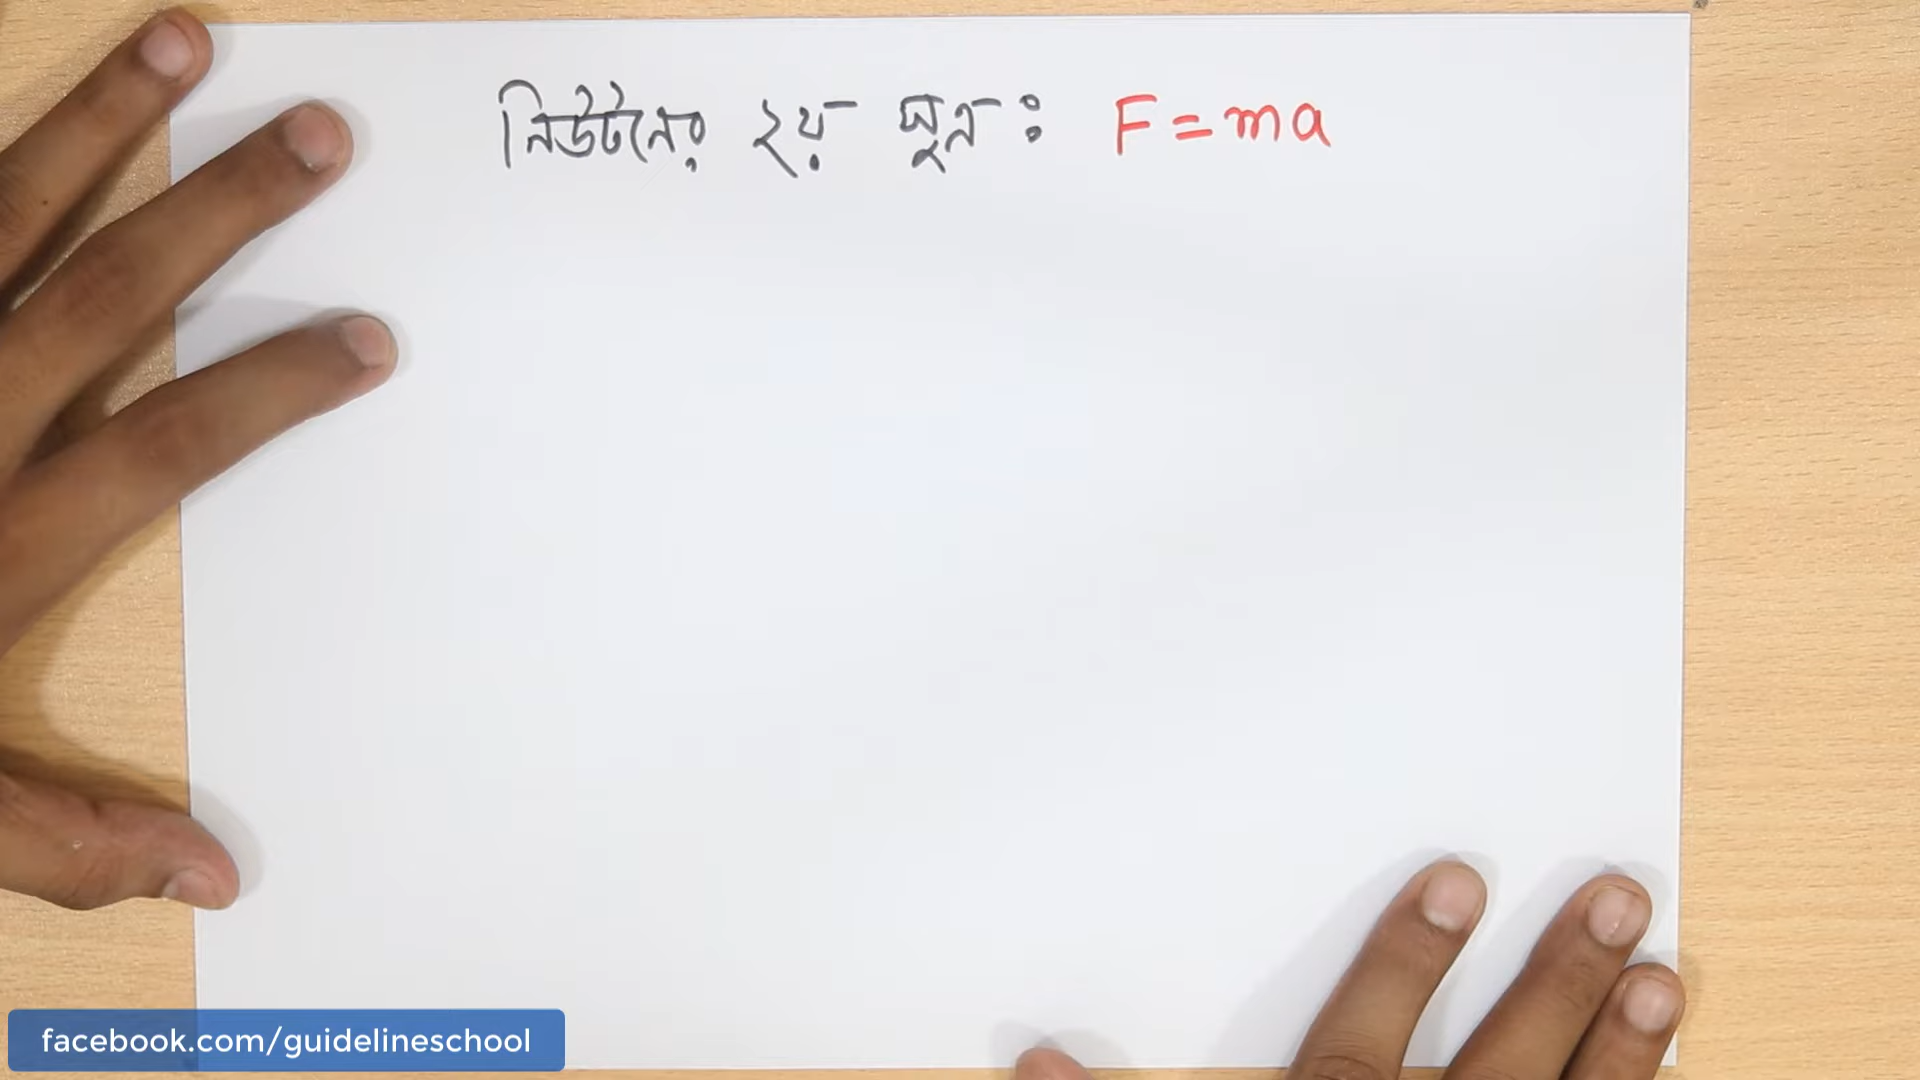 নিউটনের ২য় সূত্র : F = ma
facebook.com/guidelineschool